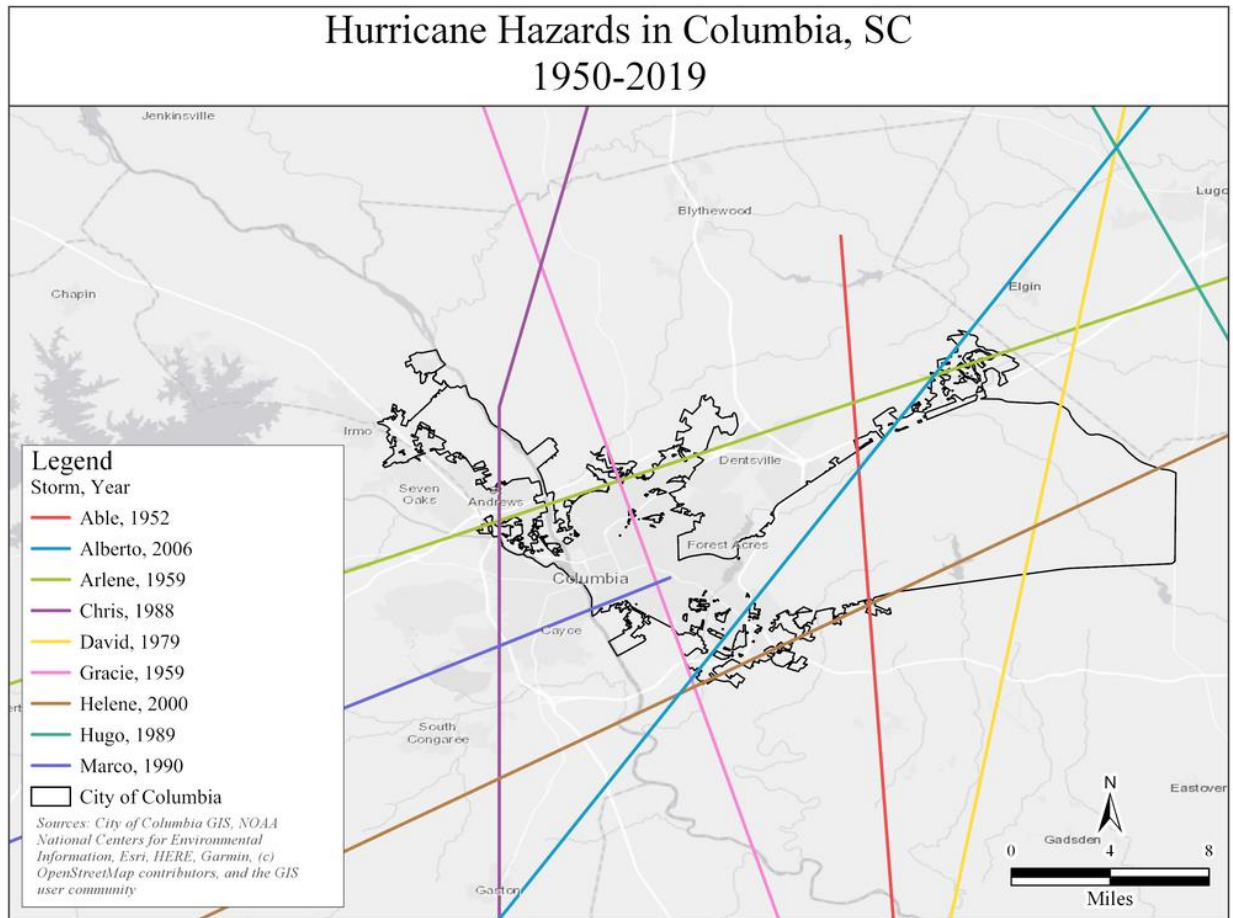 Hurricane Hazards in Columbia, SC
1950-2019
Jenkinsville
Lugo
Blythewood
Chapin
Elgin
Irmo
Dentsville
Seven
Oaks
Andrews
Forest Acres
Columbia
Cayce
South
Congaree
Eastover
Gadsden
Gaston
Legend
Storm, Year
Able, 1952
Alberto, 2006
Arlene, 1959
Chris, 1988
David, 1979
Gracie, 1959
Helene, 2000
Hugo, 1989
Marco, 1990
City of Columbia
Sources: City of Columbia GIS, NOAA
National Centers for Environmental
Information, Esri, HERE, Garmin, (c)
OpenStreetMap contributors, and the GIS
user community
N
0 4 8
Miles